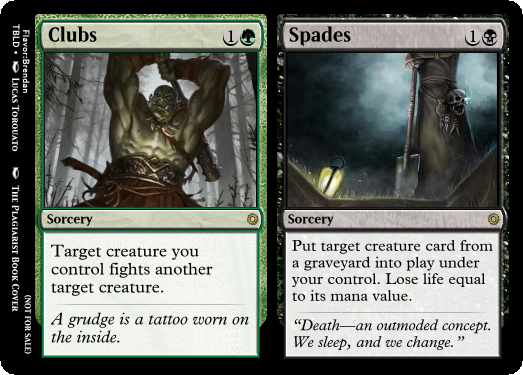 Clubs 1
Sorcery
Target creature you
control fights another
target creature.
A grudge is a tattoo worn on
the inside.
Spades 1
Sorcery
Put target creature card from
a graveyard into play under
your control. Lose life equal
to its mana value.
“Death—an outmoded concept.
We sleep, and we change.”
Flavor:Brendan
TBLD • Lucas Torquato
The Plagiarist Book Cover
(NOT FOR SALE)